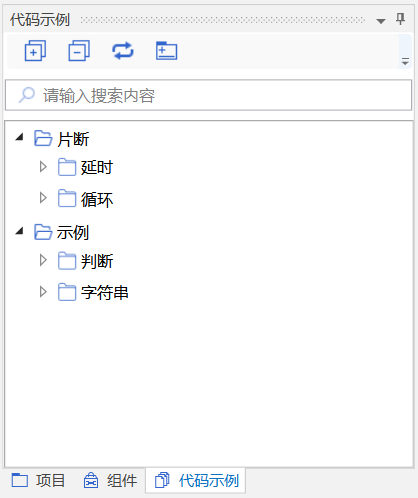 代码示例
请输入搜索内容
片断
延时
循环
示例
判断
字符串
项目 组件 代码示例